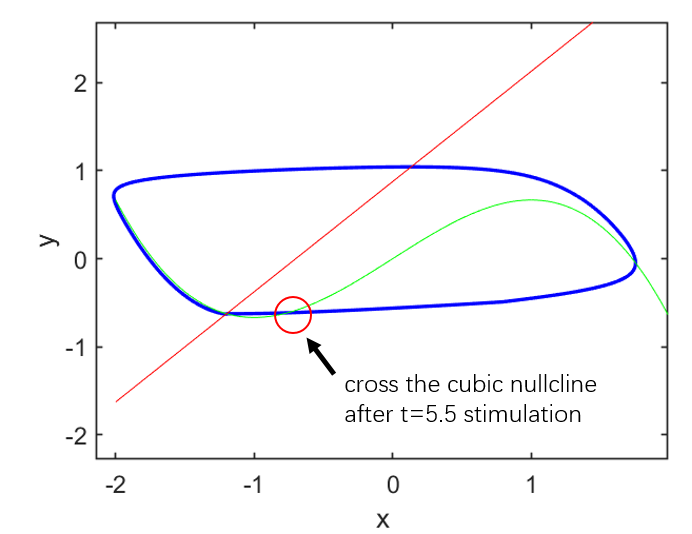 2
1
0
-1
-2
y
cross the cubic nullcline
after t=5.5 stimulation
-2
-1
0
1
x